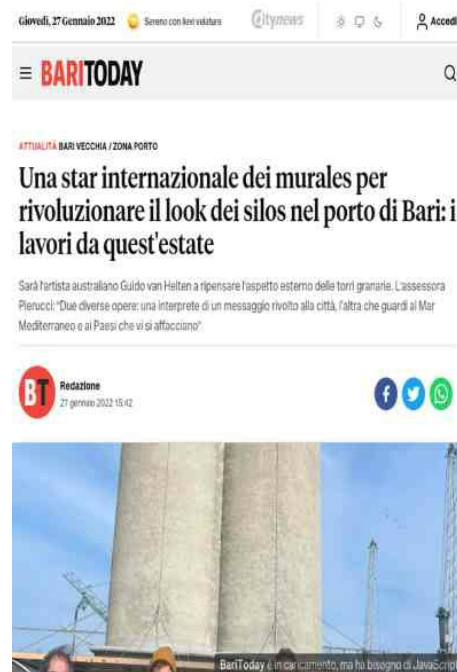 Giovedì, 27 Gennaio 2022 Sereno con lievi velature Citynews Accedi
BARITODAY
ATTUALITÀ BARI VECCHIA / ZONA PORTO
Una star internazionale dei murales per
rivoluzionare il look dei silos nel porto di Bari: i
lavori da quest'estate
Sarà l'artista australiano Guido van Helten a ripensare l'aspetto esterno delle torri granarie. L'assessora
Pierucci: "Due diverse opere: una interprete di un messaggio rivolto alla città, l'altra che guardi al Mar
Mediterraneo e ai Paesi che vi si affacciano"
BT
Redazione
27 gennaio 2022 15:42
BariToday è in caricamento, ma ha bisogno di JavaScript